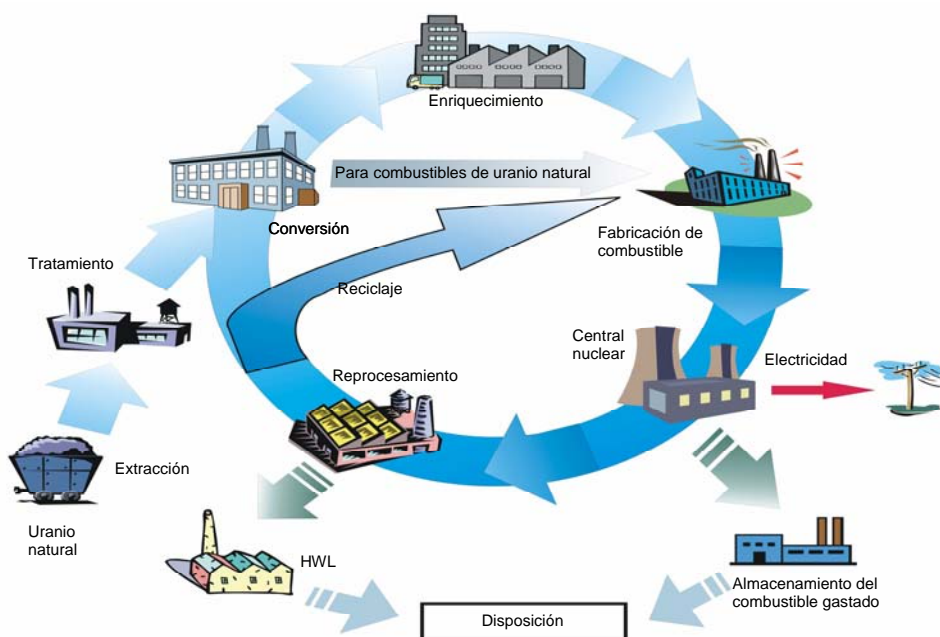 Enriquecimiento
Para combustibles de uranio natural
Conversión
Fabricación de
combustible
Tratamiento
Reciclaje
Central
nuclear
Electricidad
Reprocesamiento
Extracción
Uranio
natural
HWL
Almacenamiento del
combustible gastado
Disposición